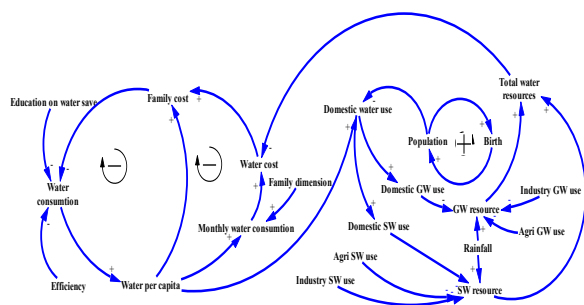 Total water
resources
Education on water save
Family cost
Domestic water use
Population
Birth
Water cost
Water
consumtion
Family dimension
Domestic GW use
Industry GW use
GW resource
Monthly water consumtion
Domestic SW use
Agri GW use
Rainfall
Agri SW use
Efficiency
Water per capita
Industry SW use
SW resource